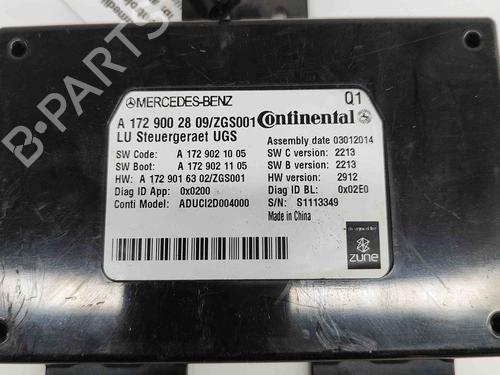 MERCEDES-BENZ
Q1
A 172 900 28 09/ZGS001
Continental
LU Steuergeraet UGS
Assembly date 03012014
SW Code: A 172 902 10 05
SW C version: 2213
SW Boot: A 172 902 11 05
SW B version: 2213
HW: A 172 901 63 02/ZGS001
HW version: 2912
Diag ID App: 0x0200
Diag ID BL: 0x02E0
Conti Model: ADUCI2D004000
S/N: S1113349
Made in China
zune